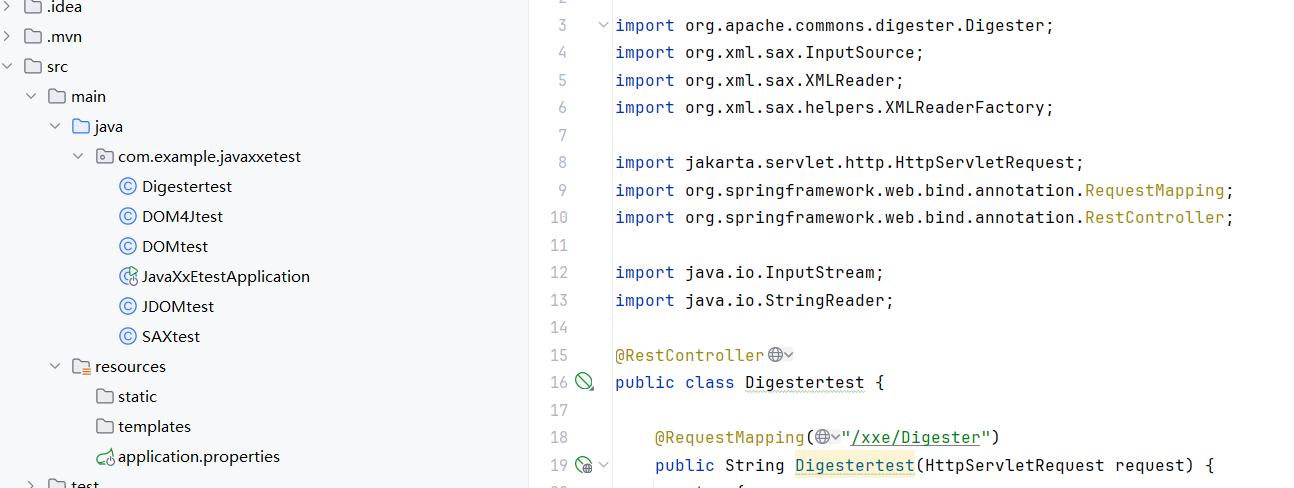 .idea
.mvn
src
main
java
com.example.javaxxetest
Digestertest
DOM4Jtest
DOMtest
JavaXxEtestApplication
JDOMtest
SAXtest
resources
static
templates
application.properties
test
3 import org.apache.commons.digester.Digester;
4 import org.xml.sax.InputSource;
5 import org.xml.sax.XMLReader;
6 import org.xml.sax.helpers.XMLReaderFactory;
7
8 import jakarta.servlet.http.HttpServletRequest;
9 import org.springframework.web.bind.annotation.RequestMapping;
10 import org.springframework.web.bind.annotation.RestController;
11
12 import java.io.InputStream;
13 import java.io.StringReader;
14
15 @RestController
16 public class Digestertest {
17
18 @RequestMapping("/xxe/Digester")
19 public String Digestertest(HttpServletRequest request) {